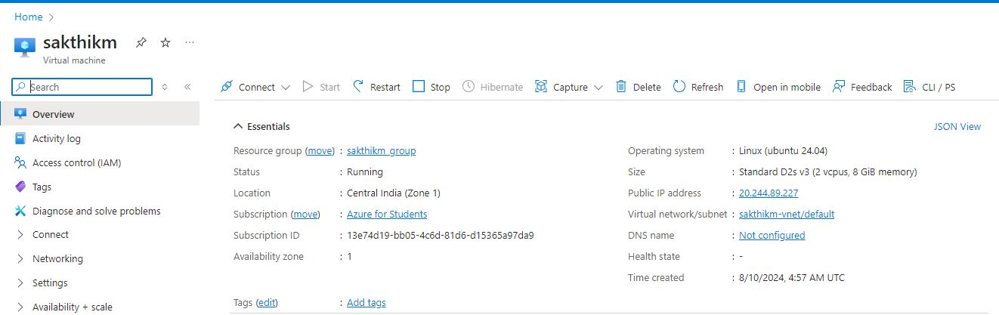 Home >
sakthikm
Virtual machine
Search
Connect Start Restart Stop Hibernate Capture Delete Refresh Open in mobile Feedback CLI / PS
Overview
Activity log
Access control (IAM)
Tags
Diagnose and solve problems
Connect
Networking
Settings
Availability + scale
Essentials JSON View
Resource group (move) : sakthikm_group
Status : Running
Location : Central India (Zone 1)
Subscription (move) : Azure for Students
Subscription ID : 13e74d19-bb05-4c6d-81d6-d15365a97da9
Availability zone : 1
Operating system : Linux (ubuntu 24.04)
Size : Standard D2s v3 (2 vcpus, 8 GiB memory)
Public IP address : 20.244.89.227
Virtual network/subnet : sakthikm-vnet/default
DNS name : Not configured
Health state : -
Time created : 8/10/2024, 4:57 AM UTC
Tags (edit) : Add tags